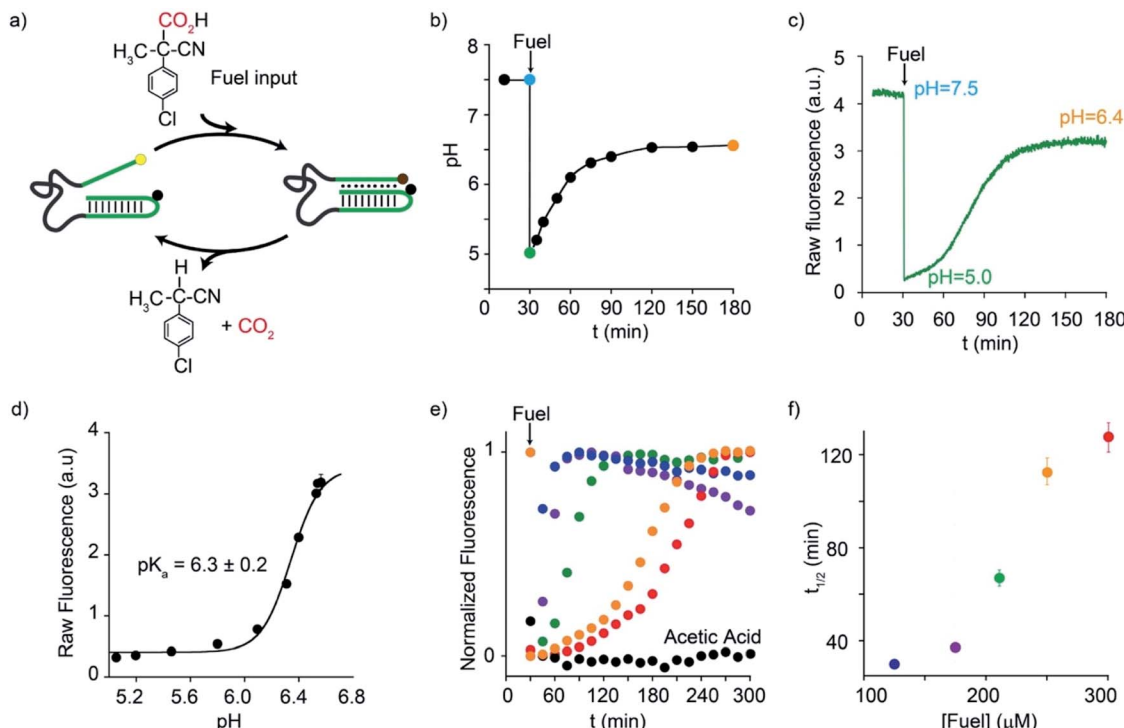 a)
CO2H
H3C-C-CN
Cl
Fuel input
H
H3C-C-CN
+ CO2
Cl
b)
Fuel
8
7
6
5
pH
0 30 60 90 120 150 180
t (min)
c)
Fuel
5
4
3
2
1
0
Raw fluorescence (a.u.)
pH=7.5
pH=6.4
pH=5.0
0 30 60 90 120 150 180
t (min)
d)
4
3
2
1
0
Raw Fluorescence (a.u)
pKa = 6.3 ± 0.2
5.2 5.6 6.0 6.4 6.8
pH
e)
Fuel
1
0
Normalized Fluorescence
Acetic Acid
0 60 120 180 240 300
t (min)
f)
120
80
40
t1/2 (min)
100 200 300
[Fuel] (µM)